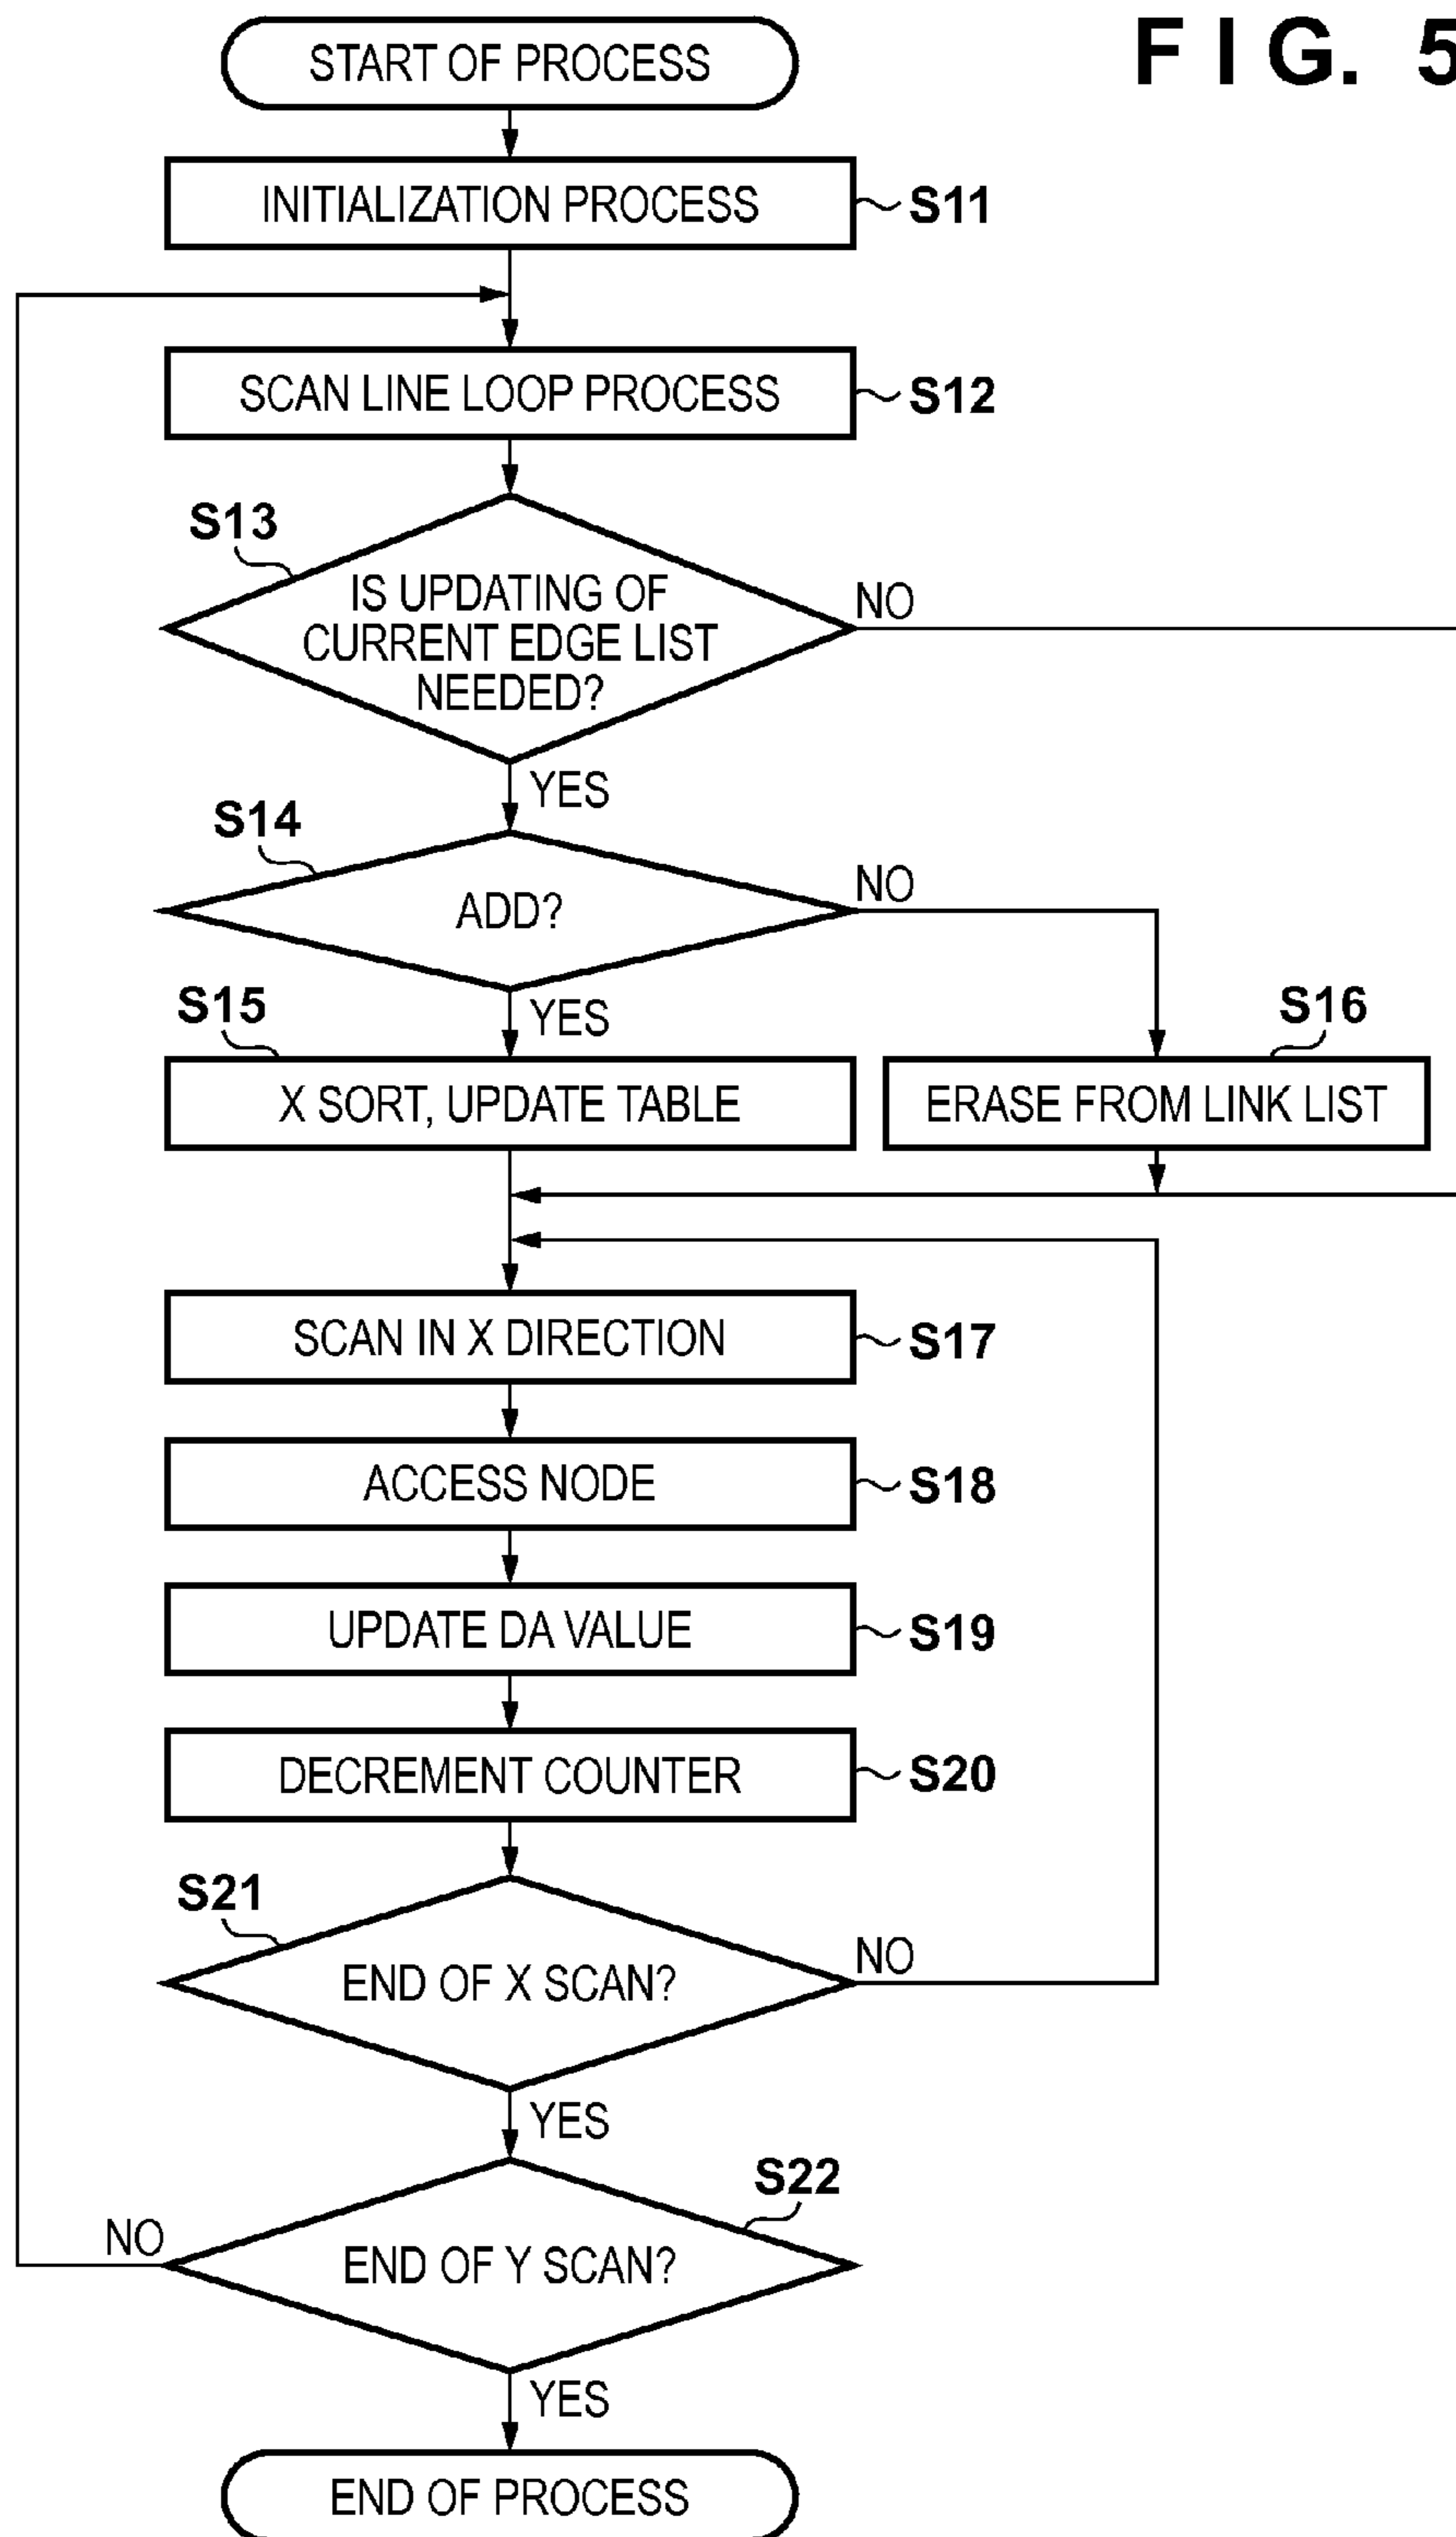 FIG. 5
START OF PROCESS
INITIALIZATION PROCESS
S11
SCAN LINE LOOP PROCESS
S12
S13
IS UPDATING OF
CURRENT EDGE LIST
NEEDED?
NO
YES
S14
ADD?
NO
YES
S15
X SORT, UPDATE TABLE
S16
ERASE FROM LINK LIST
SCAN IN X DIRECTION
S17
ACCESS NODE
S18
UPDATE DA VALUE
S19
DECREMENT COUNTER
S20
S21
END OF X SCAN?
NO
YES
S22
END OF Y SCAN?
NO
YES
END OF PROCESS